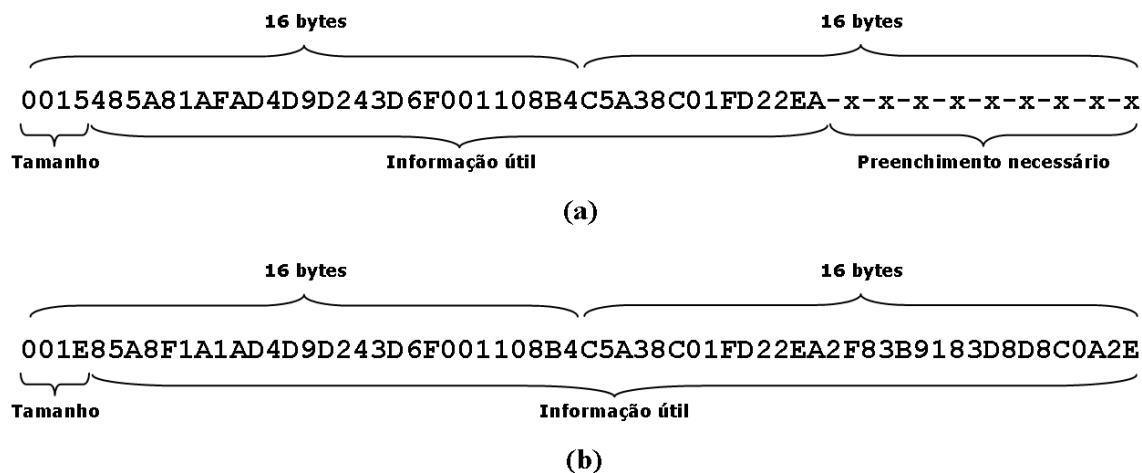 16 bytes 16 bytes
0015485A81AFAD4D9D243D6F001108B4C5A38C01FD22EA-x-x-x-x-x-x-x-x-x
Tamanho Informação útil Preenchimento necessário
(a)
16 bytes 16 bytes
001E85A8F1A1AD4D9D243D6F001108B4C5A38C01FD22EA2F83B9183D8D8C0A2E
Tamanho Informação útil
(b)